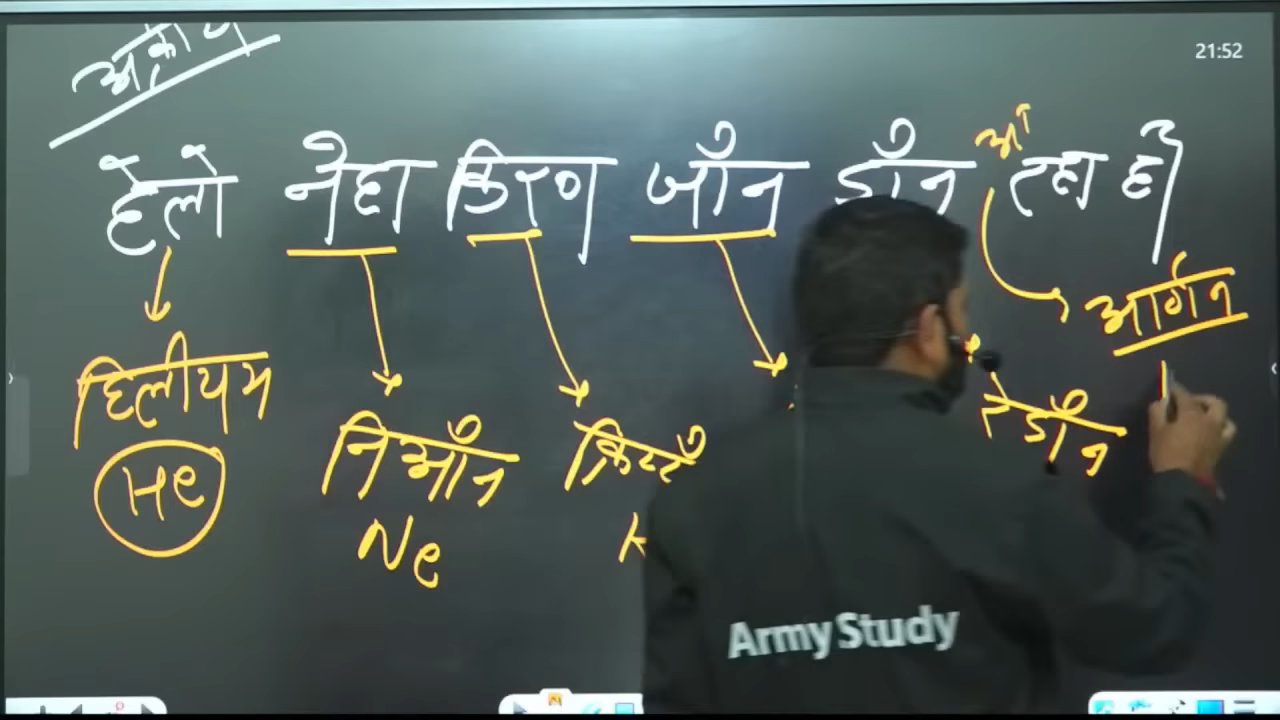 21:52
हेलो नेहा किरण जॉन डॉन आ रहा है
आर्गन
हिलीयम
निऑन
रेडॉन
He
Ne
Army Study